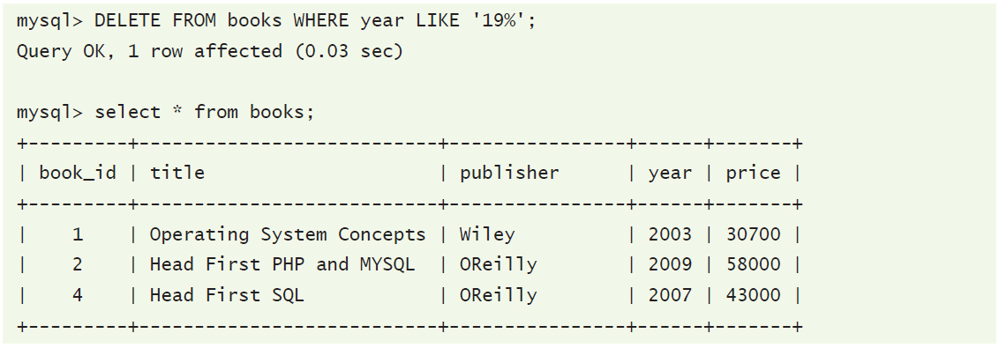 mysql> DELETE FROM books WHERE year LIKE '19%';
Query OK, 1 row affected (0.03 sec)
mysql> select * from books;
+---------+---------------------------+----------------+------+-------+
| book_id | title                     | publisher      | year | price |
+---------+---------------------------+----------------+------+-------+
|    1    | Operating System Concepts | Wiley          | 2003 | 30700 |
|    2    | Head First PHP and MYSQL  | OReilly        | 2009 | 58000 |
|    4    | Head First SQL            | OReilly        | 2007 | 43000 |
+---------+---------------------------+----------------+------+-------+